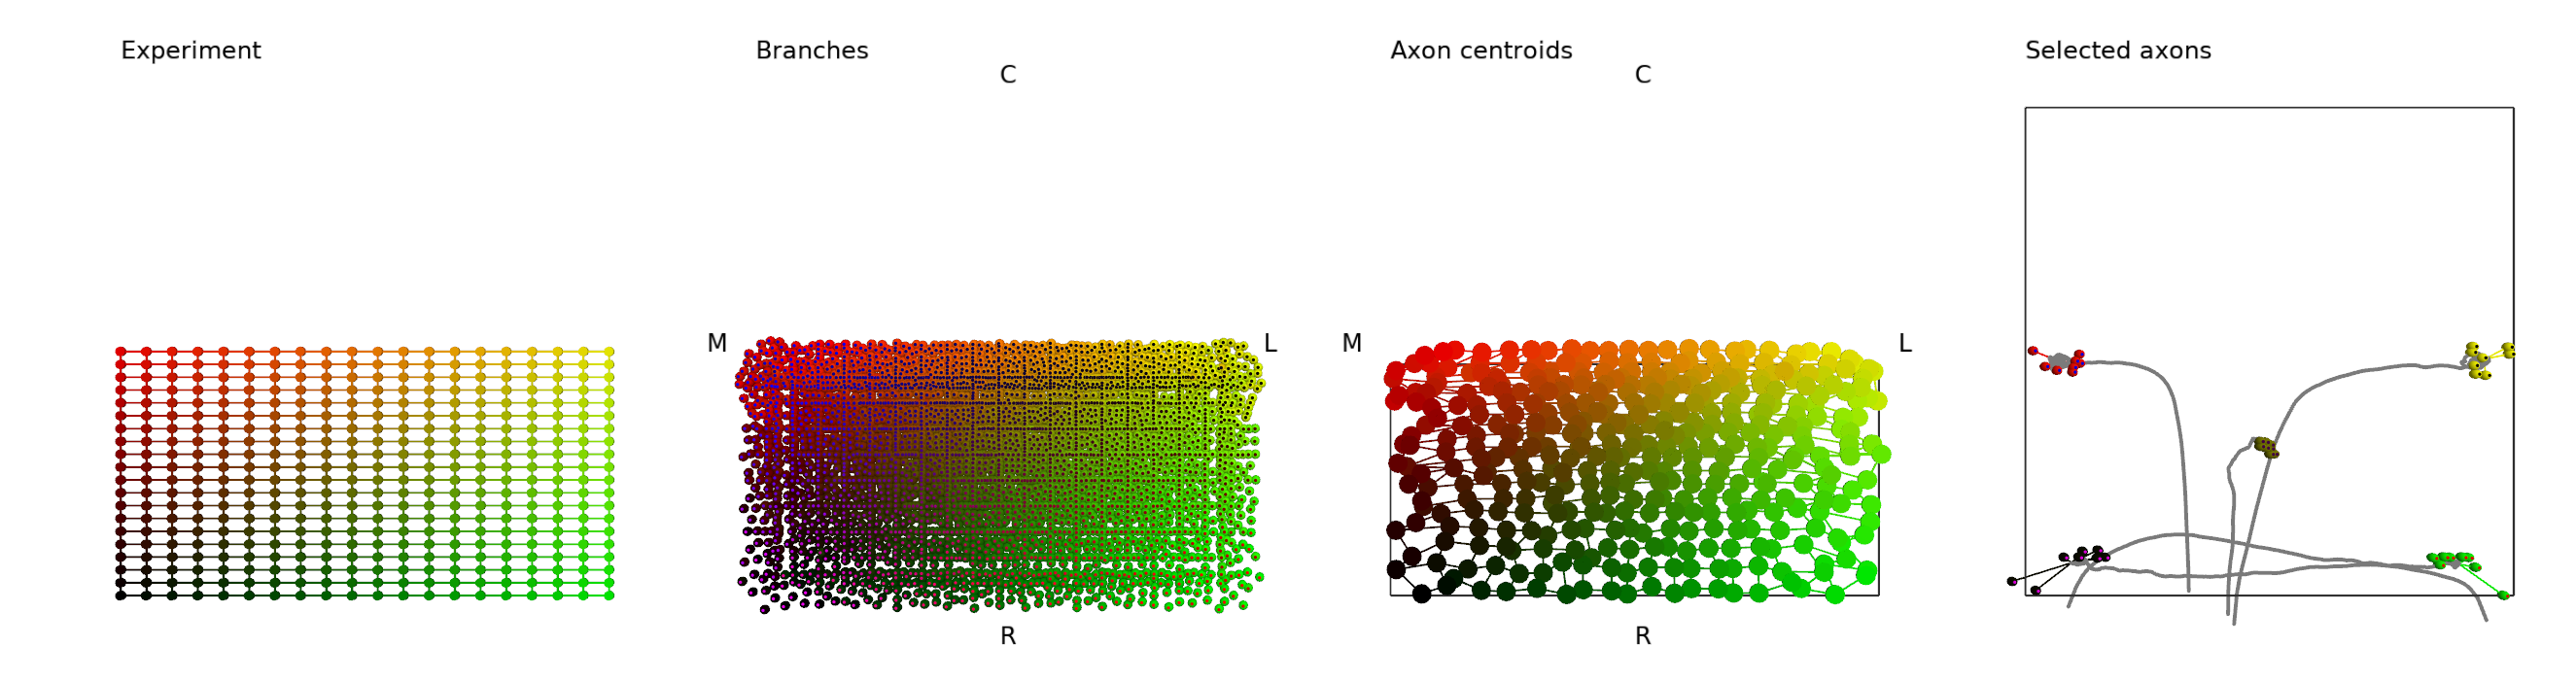 Experiment
Branches
Axon centroids
Selected axons
C
C
M
L
M
L
R
R